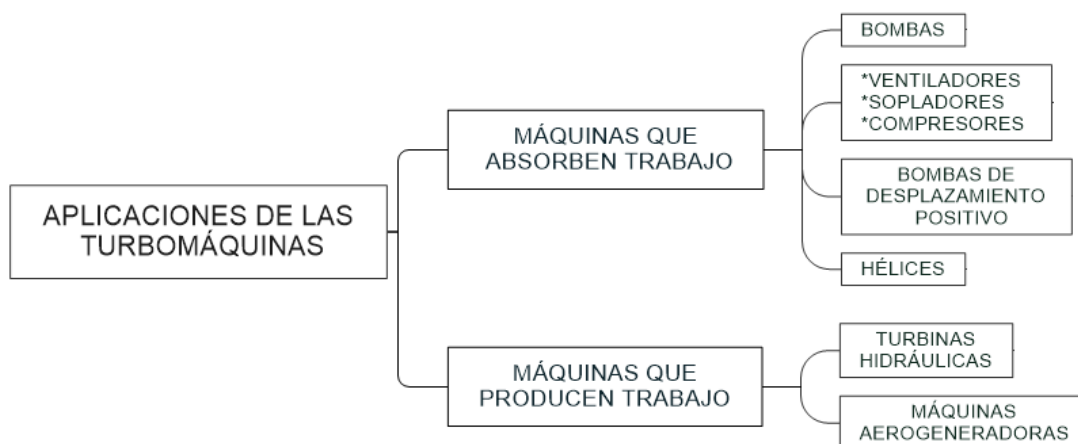 APLICACIONES DE LAS
TURBOMÁQUINAS
MÁQUINAS QUE
ABSORBEN TRABAJO
BOMBAS
*VENTILADORES
*SOPLADORES
*COMPRESORES
BOMBAS DE
DESPLAZAMIENTO
POSITIVO
HÉLICES
MÁQUINAS QUE
PRODUCEN TRABAJO
TURBINAS
HIDRÁULICAS
MÁQUINAS
AEROGENERADORAS